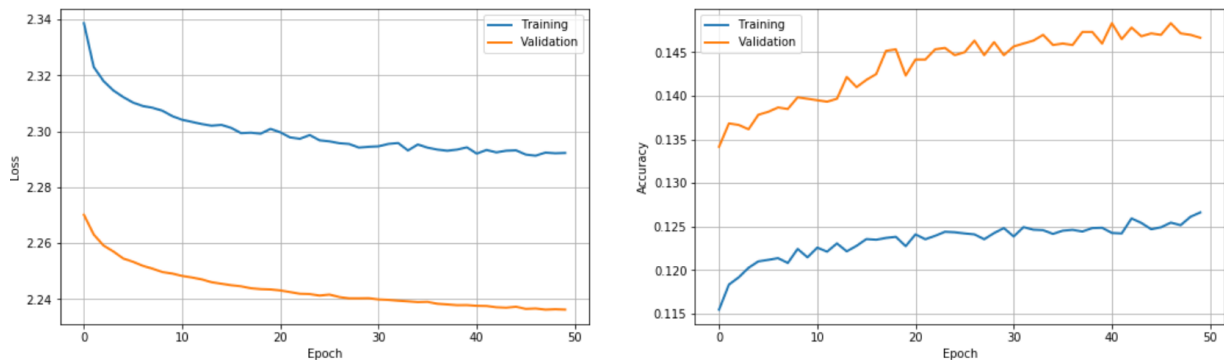 2.34
2.32
2.30
2.28
2.26
2.24
Loss
0 10 20 30 40 50
Epoch
Training
Validation
0.145
0.140
0.135
0.130
0.125
0.120
0.115
Accuracy
0 10 20 30 40 50
Epoch
Training
Validation